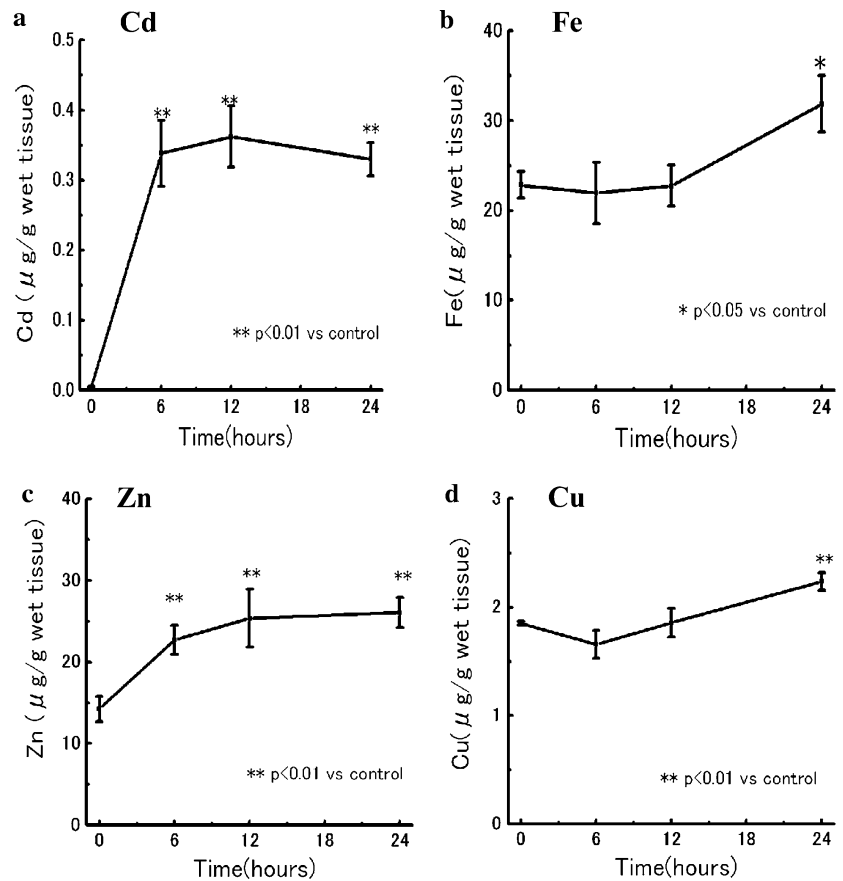 a Cd
Cd ( μ g/g wet tissue)
0.5
0.4
0.3
0.2
0.1
0.0
**
**
**
** p<0.01 vs control
0 6 12 18 24
Time(hours)
b Fe
Fe( μ g/g wet tissue)
40
30
20
10
0
*
* p<0.05 vs control
0 6 12 18 24
Time(hours)
c Zn
Zn ( μ g/g wet tissue)
40
30
20
10
0
**
**
**
** p<0.01 vs control
0 6 12 18 24
Time(hours)
d Cu
Cu( μ g/g wet tissue)
3
2
1
0
**
** p<0.01 vs control
0 6 12 18 24
Time(hours)